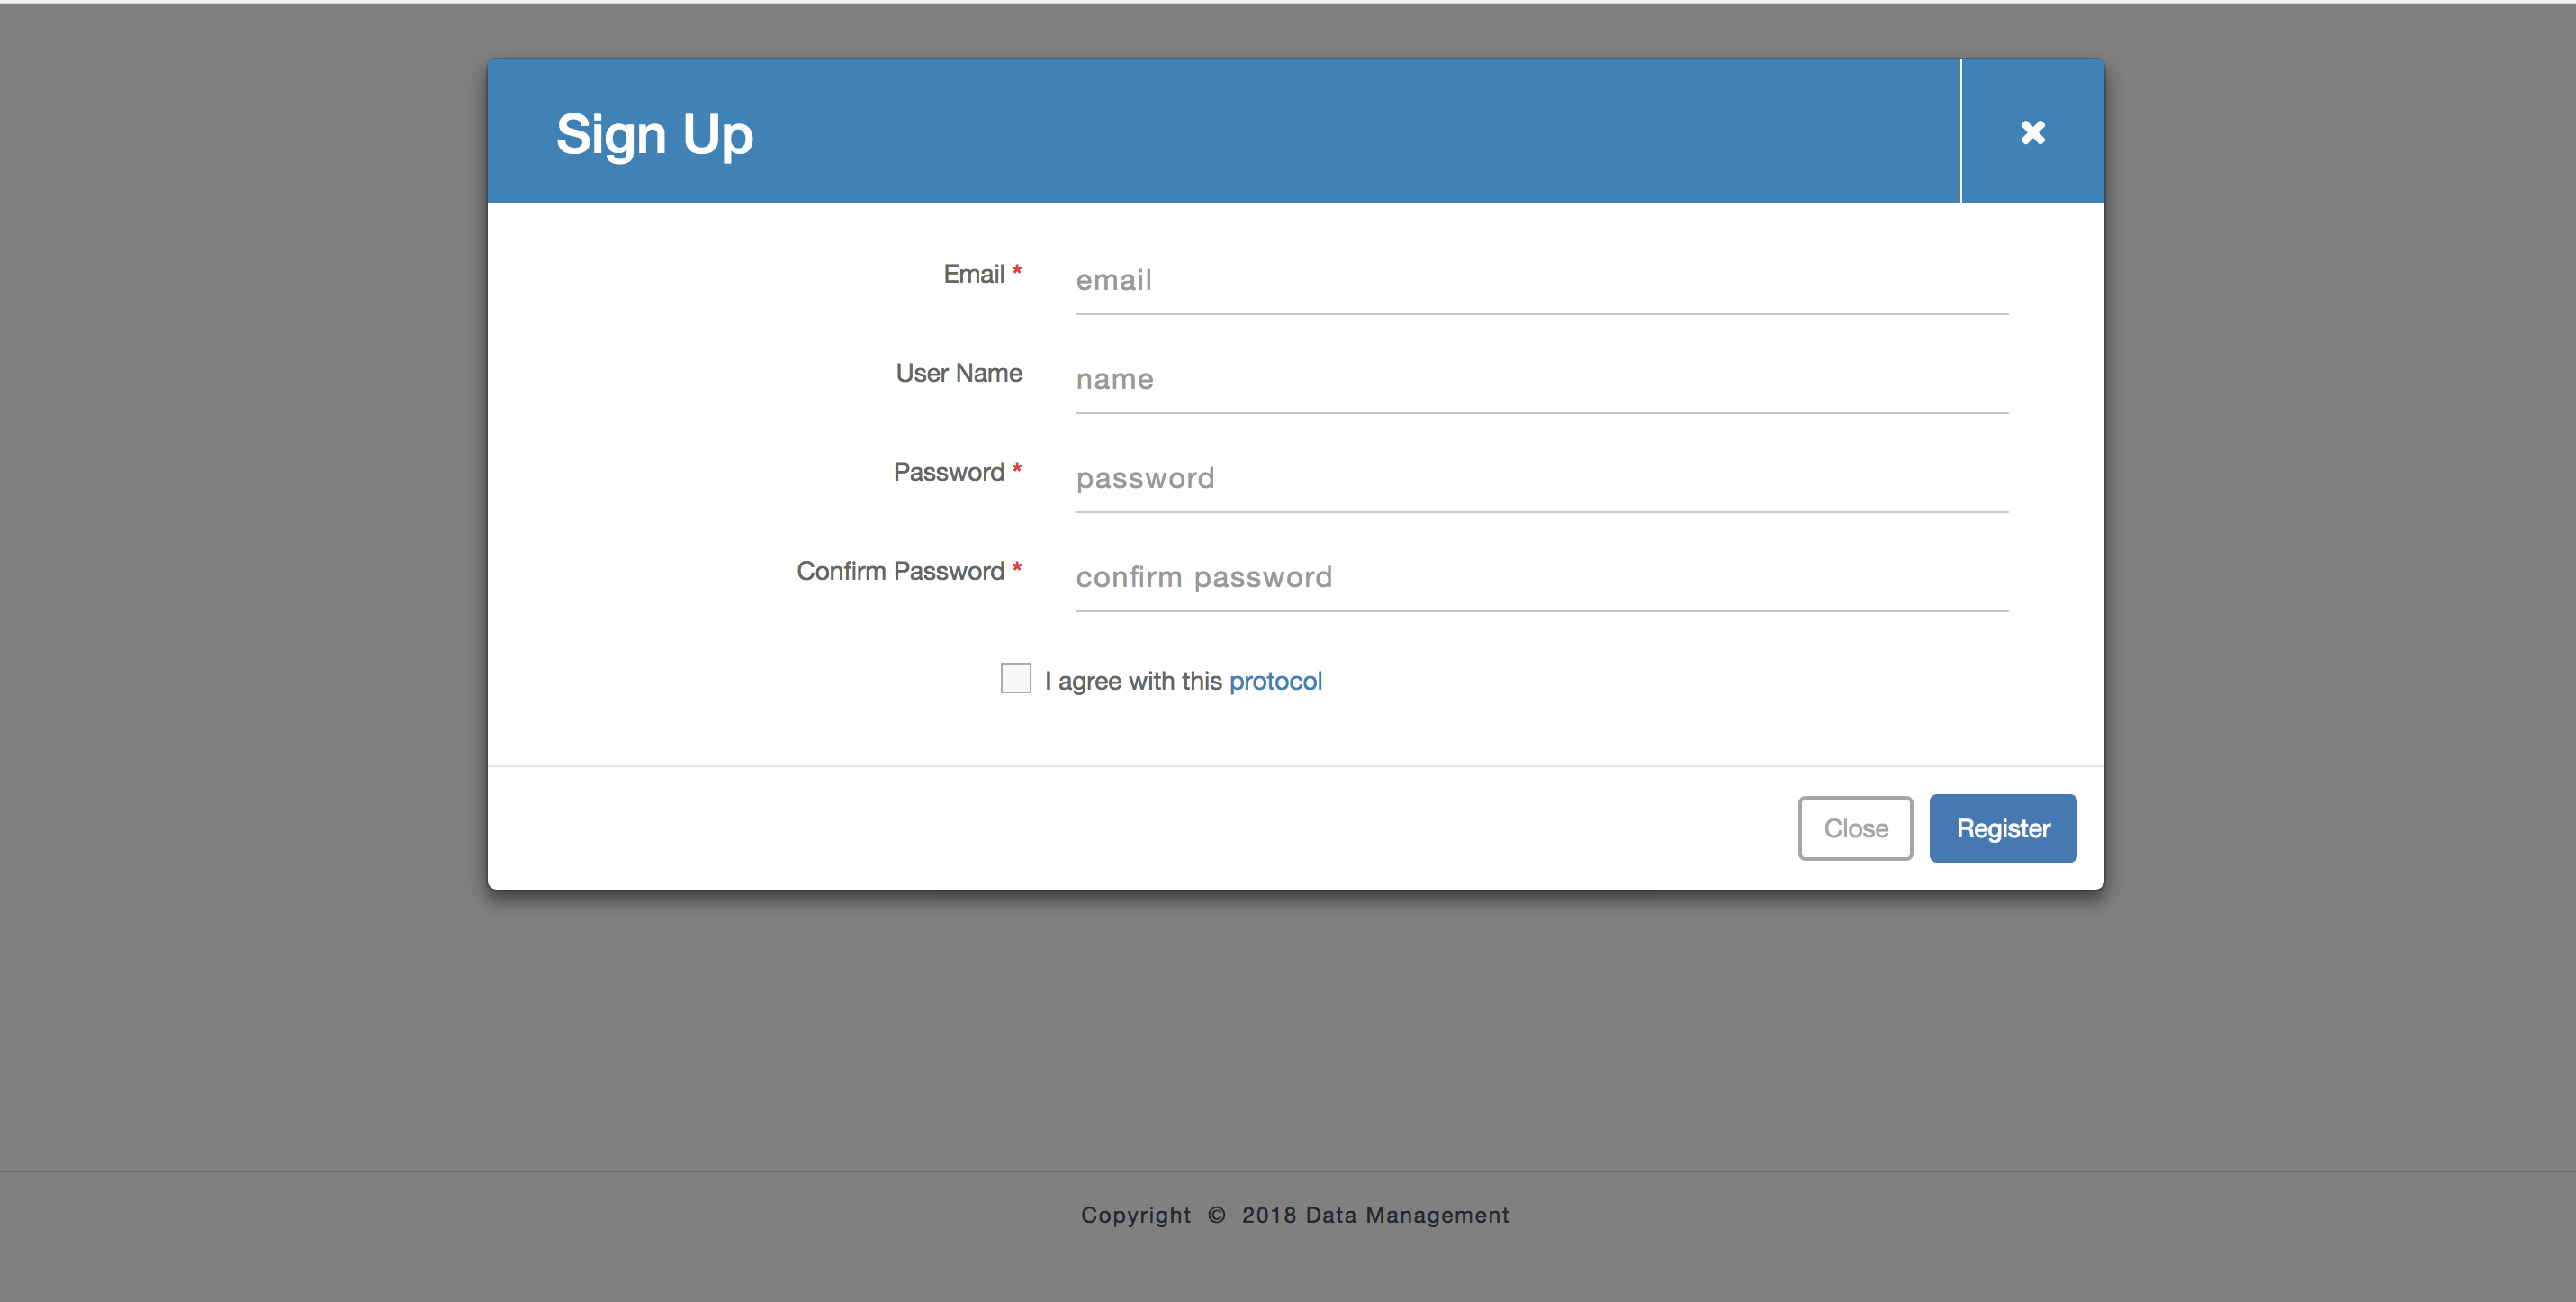 Sign Up
Email * email
User Name name
Password * password
Confirm Password * confirm password
I agree with this protocol
Close Register
Copyright © 2018 Data Management